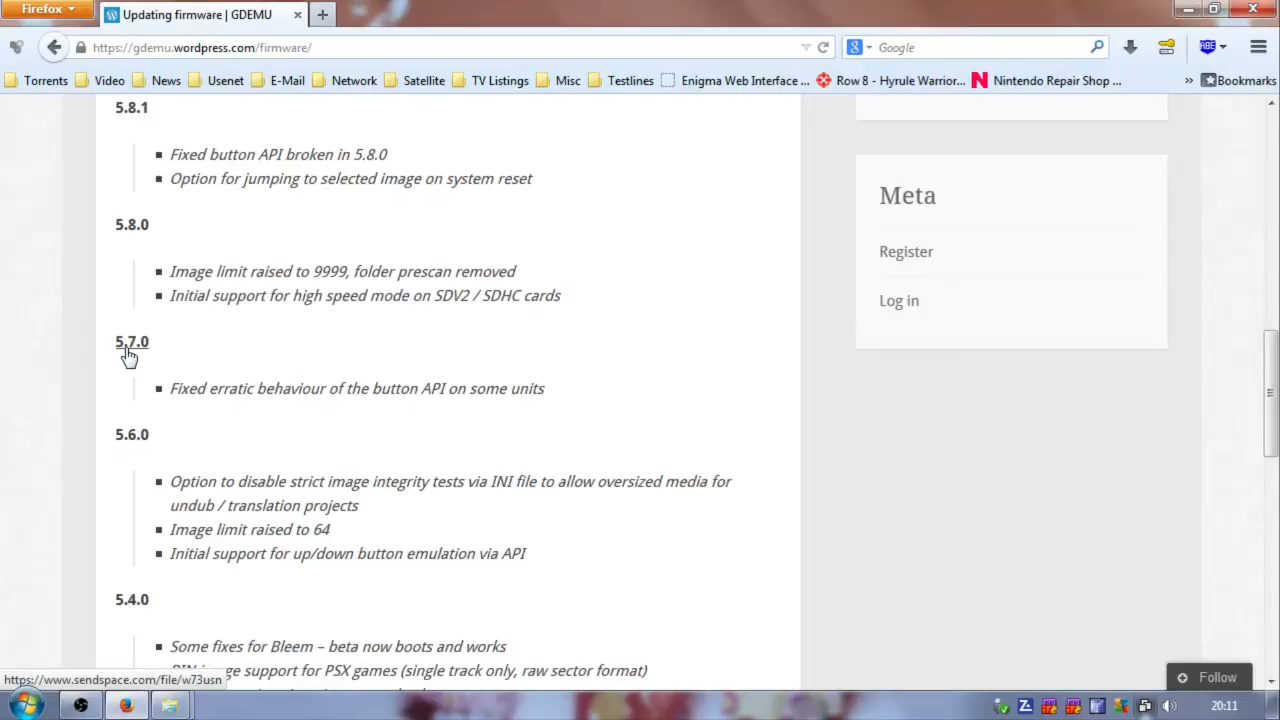 Firefox
Updating firmware | GDEMU
https://gdemu.wordpress.com/firmware/
Google
ABE
Torrents
Video
News
Usenet
E-Mail
Network
Satellite
TV Listings
Misc
Testlines
Enigma Web Interface ...
Row 8 - Hyrule Warrior...
Nintendo Repair Shop ...
»
Bookmarks
5.8.1
Fixed button API broken in 5.8.0
Option for jumping to selected image on system reset
5.8.0
Image limit raised to 9999, folder prescan removed
Initial support for high speed mode on SDV2 / SDHC cards
5.7.0
Fixed erratic behaviour of the button API on some units
5.6.0
Option to disable strict image integrity tests via INI file to allow oversized media for
undub / translation projects
Image limit raised to 64
Initial support for up/down button emulation via API
5.4.0
Some fixes for Bleem – beta now boots and works
support for PSX games (single track only, raw sector format)
Meta
Register
Log in
Follow
https://www.sendspace.com/file/w73usn
20:11